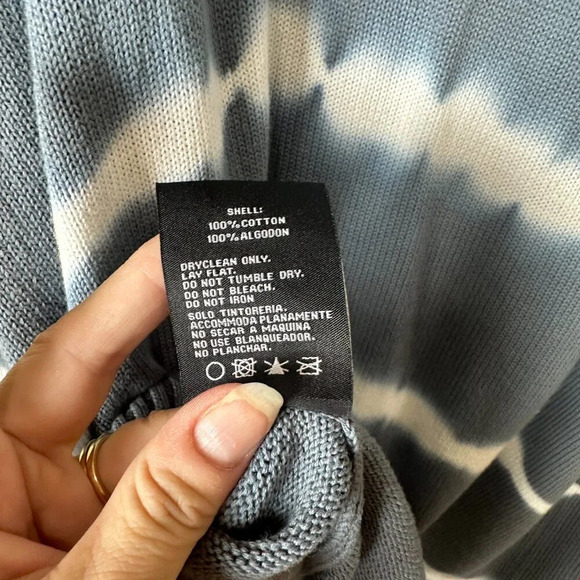 SHELL:
100% COTTON
100% ALGODON
DRYCLEAN ONLY.
LAY FLAT.
DO NOT TUMBLE DRY.
DO NOT BLEACH.
DO NOT IRON
SOLO TINTORERIA.
ACCOMMODA PLANAMENTE
NO SECAR A MAQUINA
NO USE BLANQUEADOR.
NO PLANCHAR.